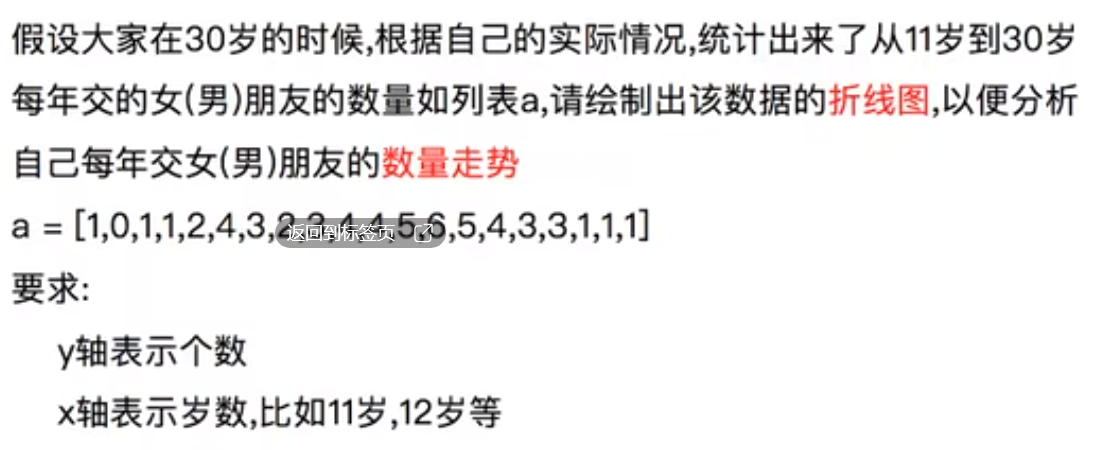 假设大家在30岁的时候,根据自己的实际情况,统计出来了从11岁到30岁
每年交的女(男)朋友的数量如列表a,请绘制出该数据的折线图,以便分析
自己每年交女(男)朋友的数量走势
a = [1,0,1,1,2,4,3,2,3,4,4,5,6,5,4,3,3,1,1,1]
返回到标签页
要求:
y轴表示个数
x轴表示岁数,比如11岁,12岁等